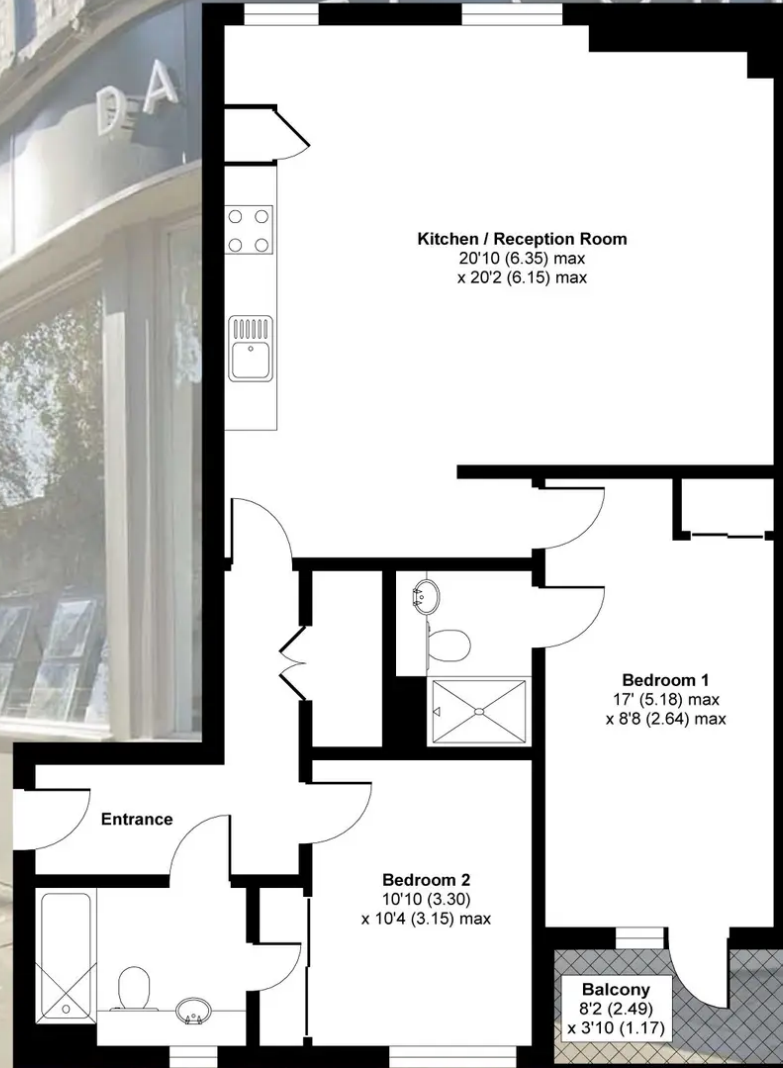 DA
Kitchen / Reception Room
20'10 (6.35) max
x 20'2 (6.15) max
Bedroom 1
17' (5.18) max
x 8'8 (2.64) max
Entrance
Bedroom 2
10'10 (3.30)
x 10'4 (3.15) max
Balcony
8'2 (2.49)
x 3'10 (1.17)